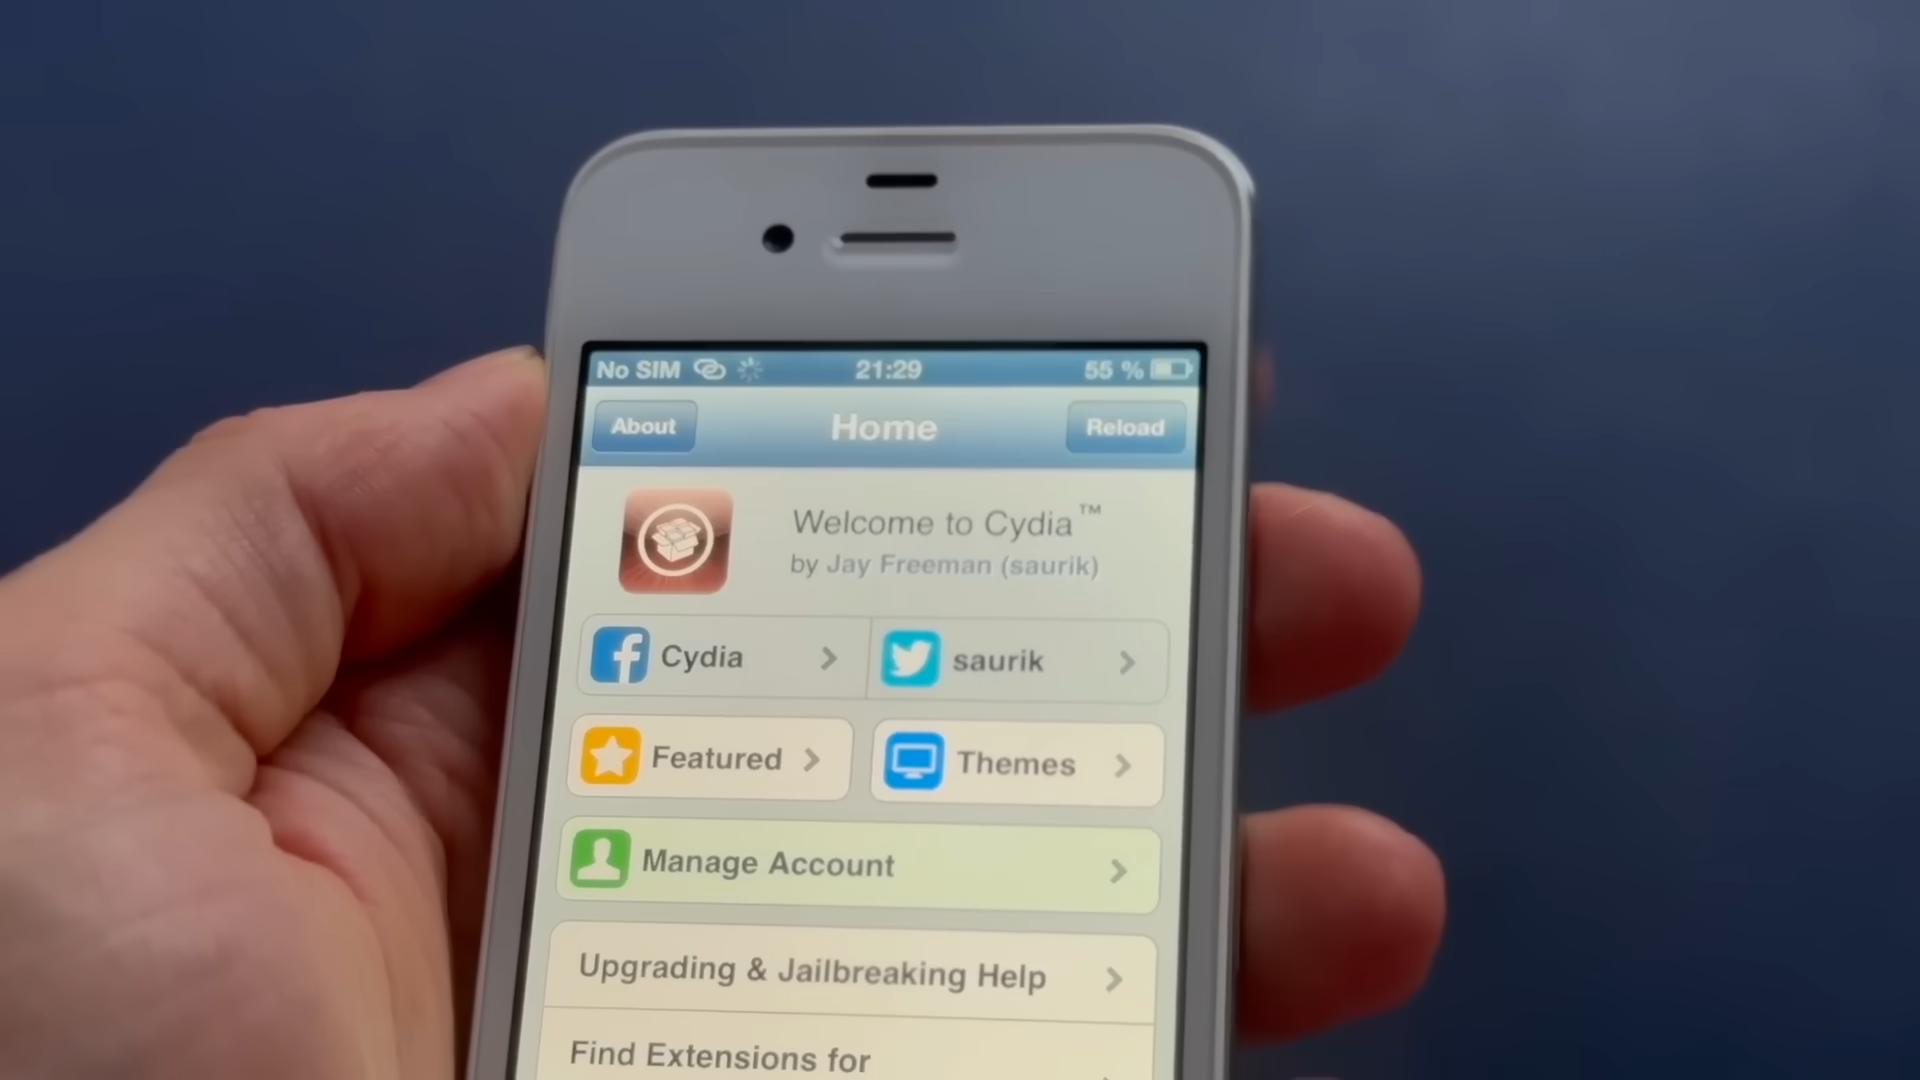 No SIM 21:29 55 %
About Home Reload
Welcome to Cydia™
by Jay Freeman (saurik)
Cydia saurik
Featured Themes
Manage Account
Upgrading & Jailbreaking Help
Find Extensions for